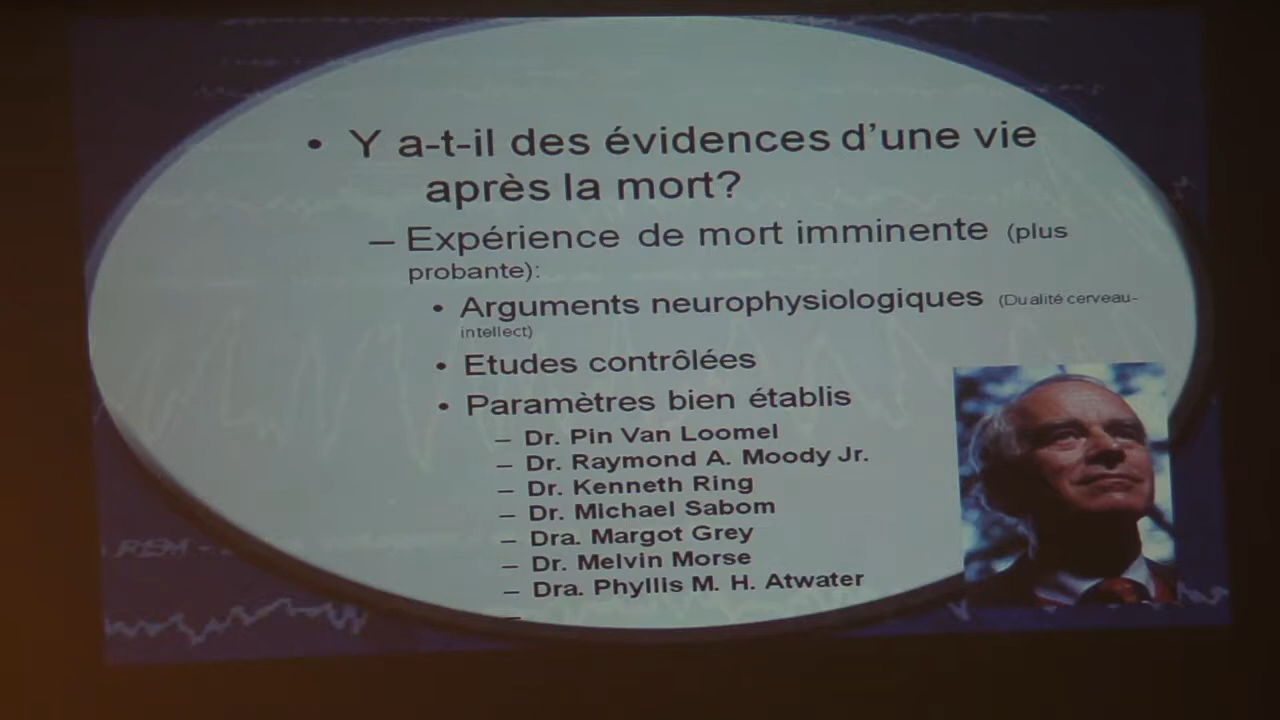 • Y a-t-il des évidences d'une vie
après la mort?
– Expérience de mort imminente (plus
probante):
• Arguments neurophysiologiques (Dualité cerveau-
intellect)
• Etudes contrôlées
• Paramètres bien établis
– Dr. Pin Van Loomel
– Dr. Raymond A. Moody Jr.
– Dr. Kenneth Ring
– Dr. Michael Sabom
– Dra. Margot Grey
– Dr. Melvin Morse
– Dra. Phyllis M. H. Atwater
–
REM